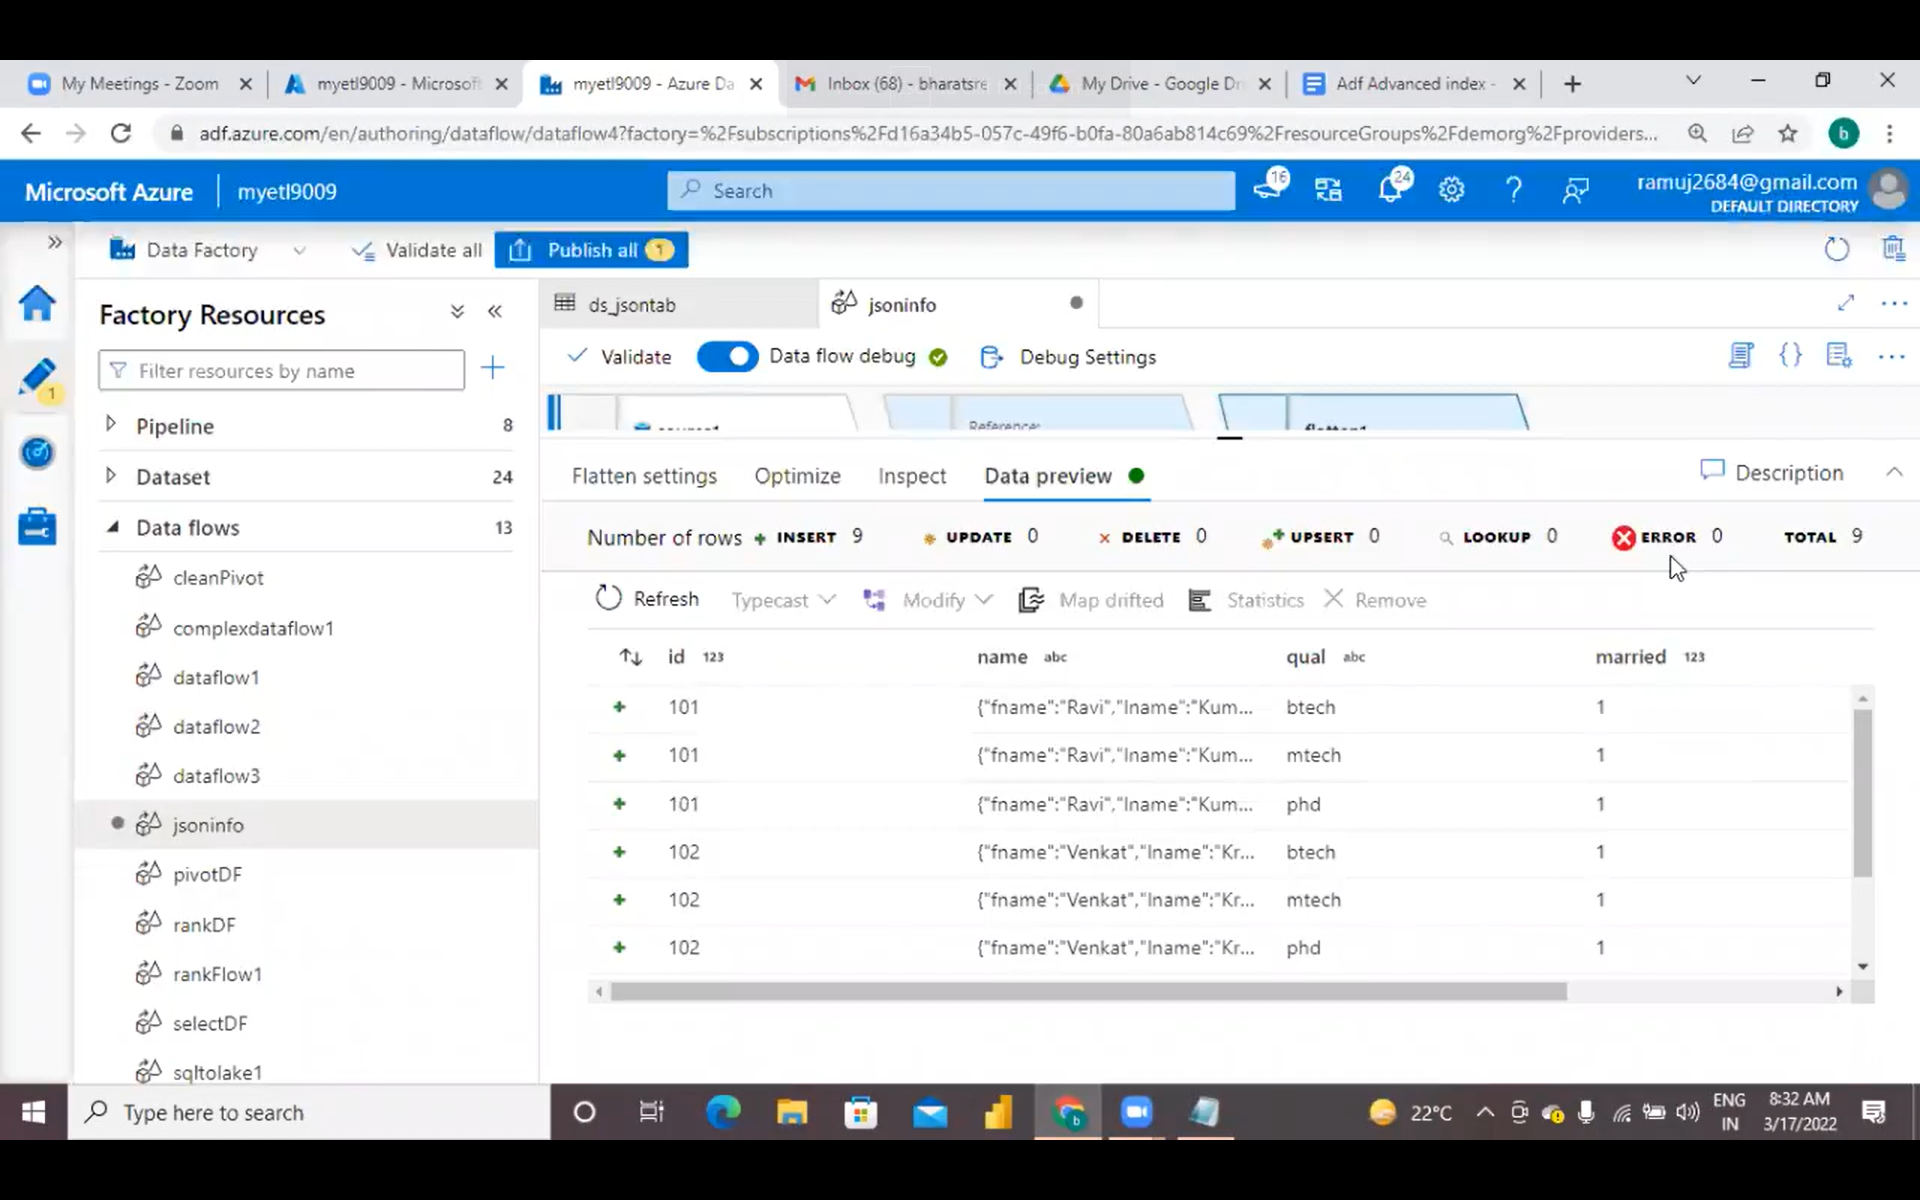 My Meetings - Zoom
myetl9009 - Microsoft
myetl9009 - Azure Da
Inbox (68) - bharatsre
My Drive - Google Dr
Adf Advanced index -
adf.azure.com/en/authoring/dataflow/dataflow4?factory=%2Fsubscriptions%2Fd16a34b5-057c-49f6-b0fa-80a6ab814c69%2FresourceGroups%2Fdemorg%2Fproviders...
b
Microsoft Azure
myetl9009
Search
16
24
ramuj2684@gmail.com
DEFAULT DIRECTORY
Data Factory
Validate all
Publish all 1
Factory Resources
Filter resources by name
1
Pipeline 8
Dataset 24
Data flows 13
cleanPivot
complexdataflow1
dataflow1
dataflow2
dataflow3
jsoninfo
pivotDF
rankDF
rankFlow1
selectDF
sqltolake1
ds_jsontab
jsoninfo
Validate
Data flow debug
Debug Settings
source1
Reference:
flatten1
Flatten settings
Optimize
Inspect
Data preview
Description
Number of rows + INSERT 9 UPDATE 0 × DELETE 0 UPSERT 0 LOOKUP 0 ERROR 0 TOTAL 9
Refresh Typecast Modify Map drifted Statistics Remove
id 123 name abc qual abc married 123
+ 101 {"fname":"Ravi","lname":"Kum... btech 1
+ 101 {"fname":"Ravi","lname":"Kum... mtech 1
+ 101 {"fname":"Ravi","lname":"Kum... phd 1
+ 102 {"fname":"Venkat","lname":"Kr... btech 1
+ 102 {"fname":"Venkat","lname":"Kr... mtech 1
+ 102 {"fname":"Venkat","lname":"Kr... phd 1
Type here to search
22°C
ENG
IN
8:32 AM
3/17/2022